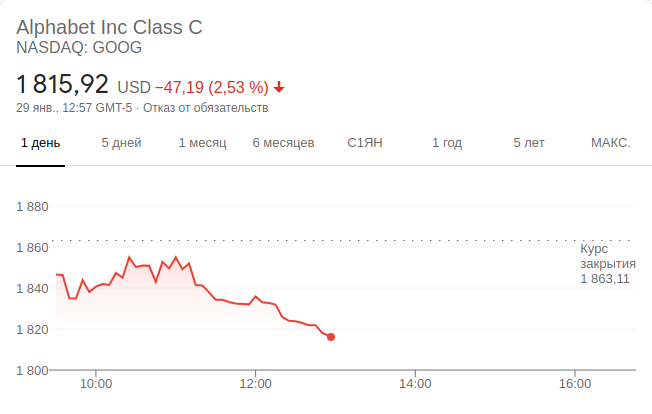 Alphabet Inc Class C
NASDAQ: GOOG
1 815,92 USD −47,19 (2,53 %)
29 янв., 12:57 GMT-5 · Отказ от обязательств
1 день 5 дней 1 месяц 6 месяцев С1ЯН 1 год 5 лет МАКС.
1 880
1 860
Курс
закрытия
1 863,11
1 840
1 820
1 800
10:00 12:00 14:00 16:00